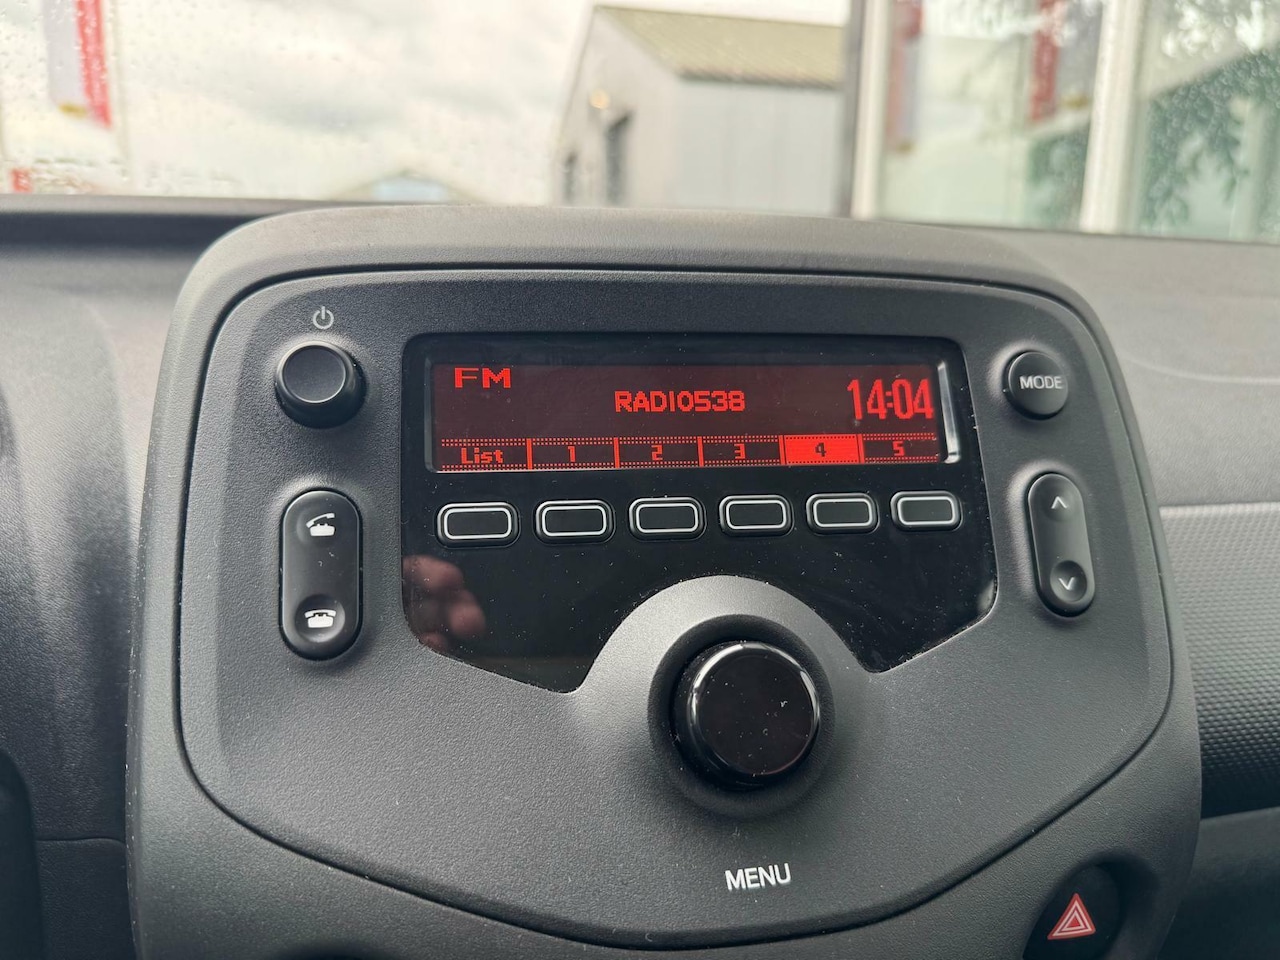 FM
RADIO538
14:04
List 1 2 3 4 5
MODE
MENU